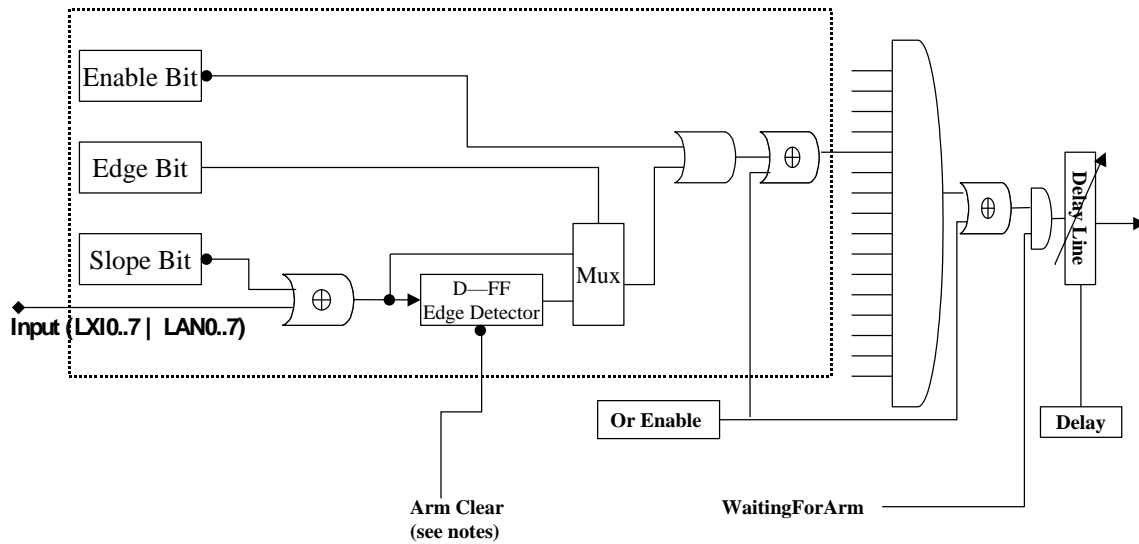 Enable Bit
Edge Bit
Slope Bit
Input (LXI0..7 | LAN0..7)
D—FF
Edge Detector
Mux
Delay Line
Or Enable
Delay
Arm Clear
(see notes)
WaitingForArm